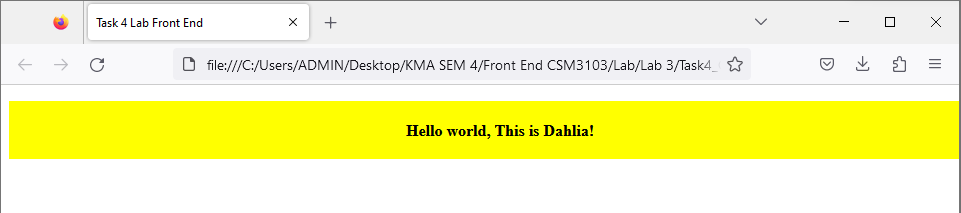 Task 4 Lab Front End
file:///C:/Users/ADMIN/Desktop/KMA SEM 4/Front End CSM3103/Lab/Lab 3/Task4_
Hello world, This is Dahlia!